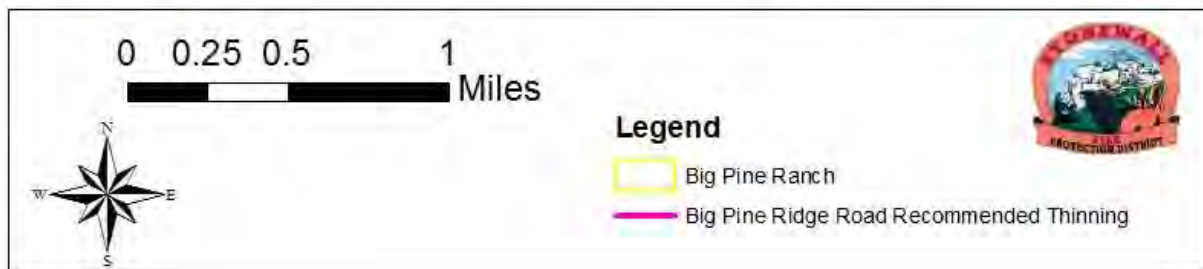 0 0.25 0.5 1
Miles
N
W E
S
Legend
Big Pine Ranch
Big Pine Ridge Road Recommended Thinning
STONEWALL
FIRE
PROTECTION DISTRICT